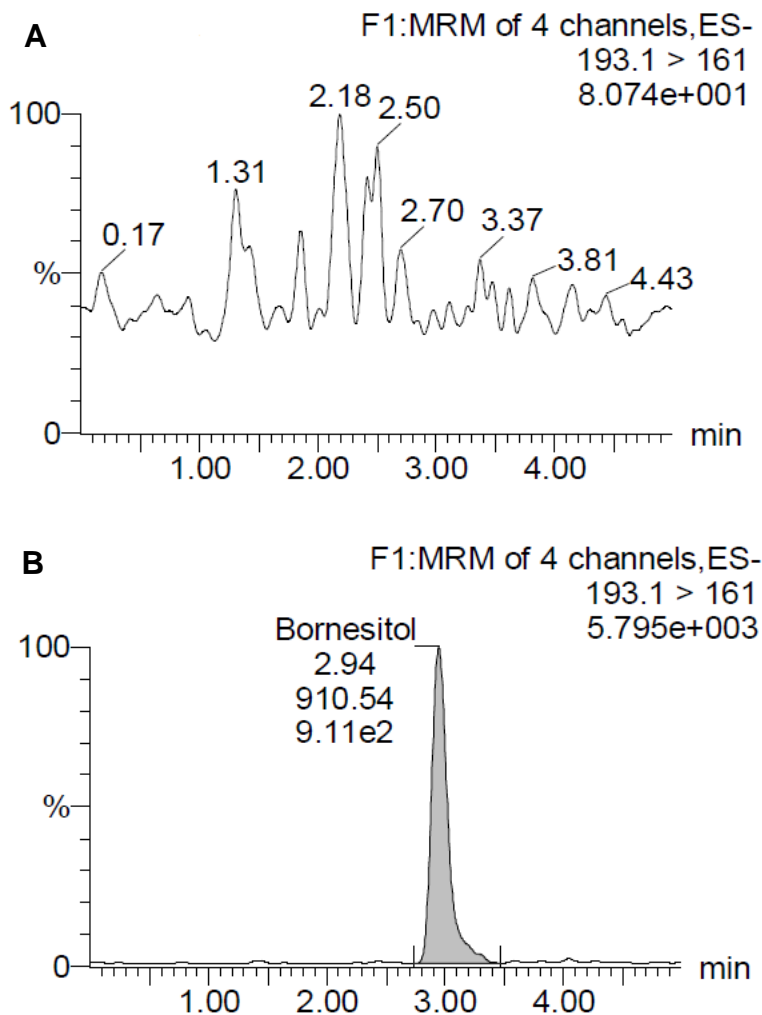 A
F1:MRM of 4 channels,ES-
193.1 > 161
8.074e+001
100
2.18
2.50
1.31
2.70
3.37
0.17
3.81
4.43
%
0
min
1.00 2.00 3.00 4.00
B
F1:MRM of 4 channels,ES-
193.1 > 161
5.795e+003
100
Bornesitol
2.94
910.54
9.11e2
%
0
min
1.00 2.00 3.00 4.00